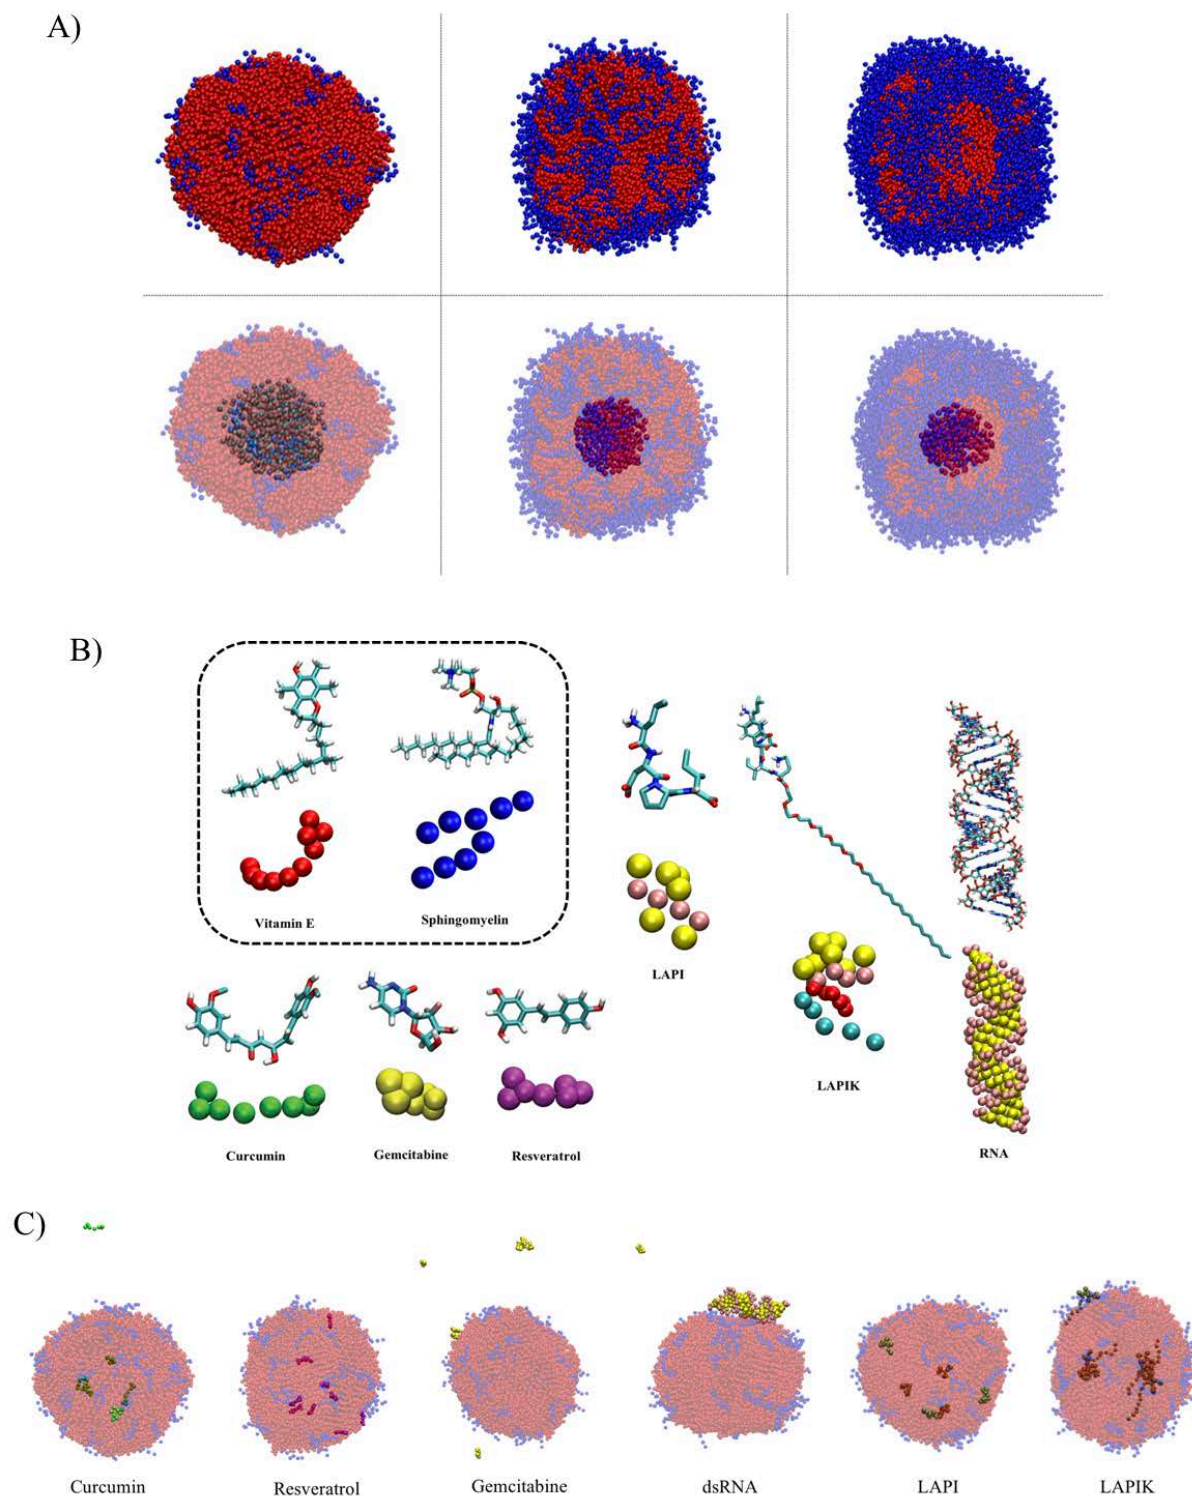 A)
B)
Vitamin E
Sphingomyelin
LAPI
LAPIK
Curcumin
Gemcitabine
Resveratrol
RNA
C)
Curcumin
Resveratrol
Gemcitabine
dsRNA
LAPI
LAPIK